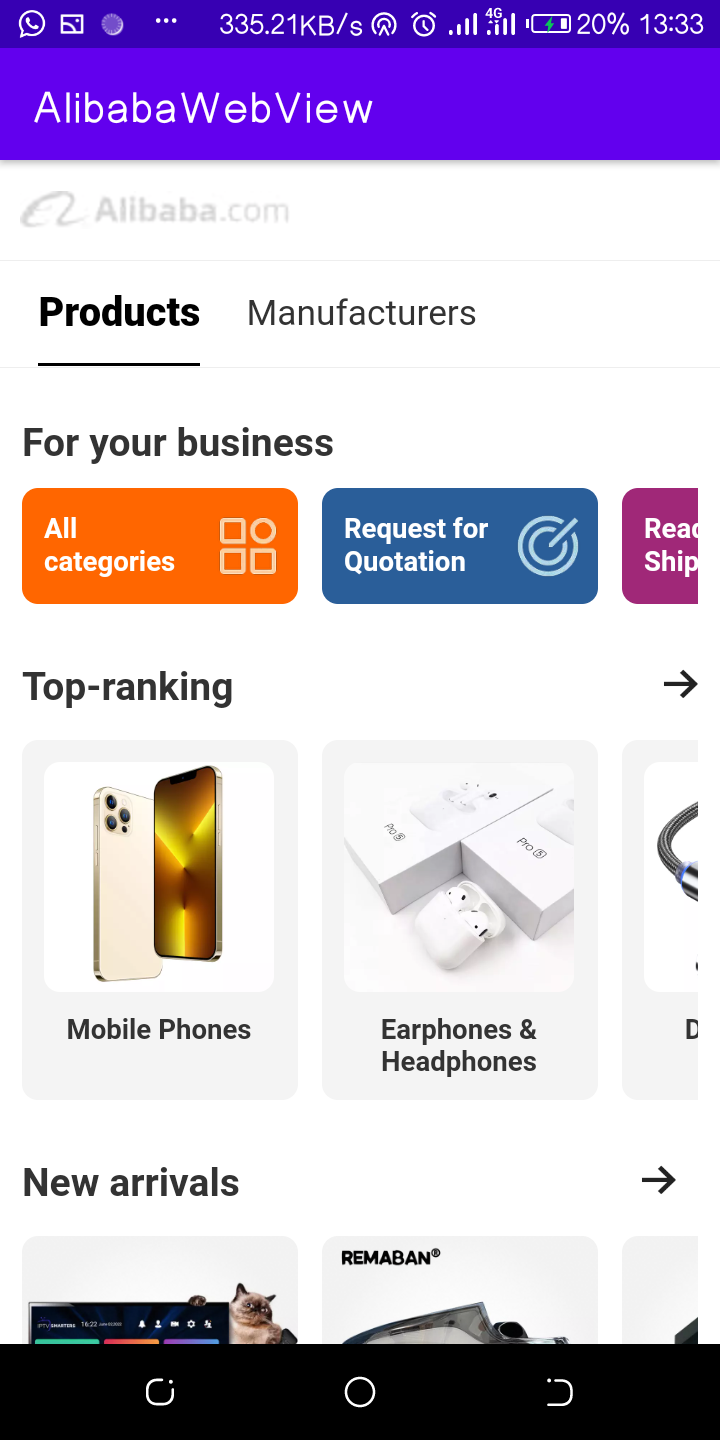 335.21KB/s 4G 20% 13:33
AlibabaWebView
Alibaba.com
Products Manufacturers
For your business
All
categories
Request for
Quotation
Ship
Top-ranking
Pro 5
Pro 5
Mobile Phones
Earphones &
Headphones
D
New arrivals
REMABAN®
IPTV SMARTERS 16:22